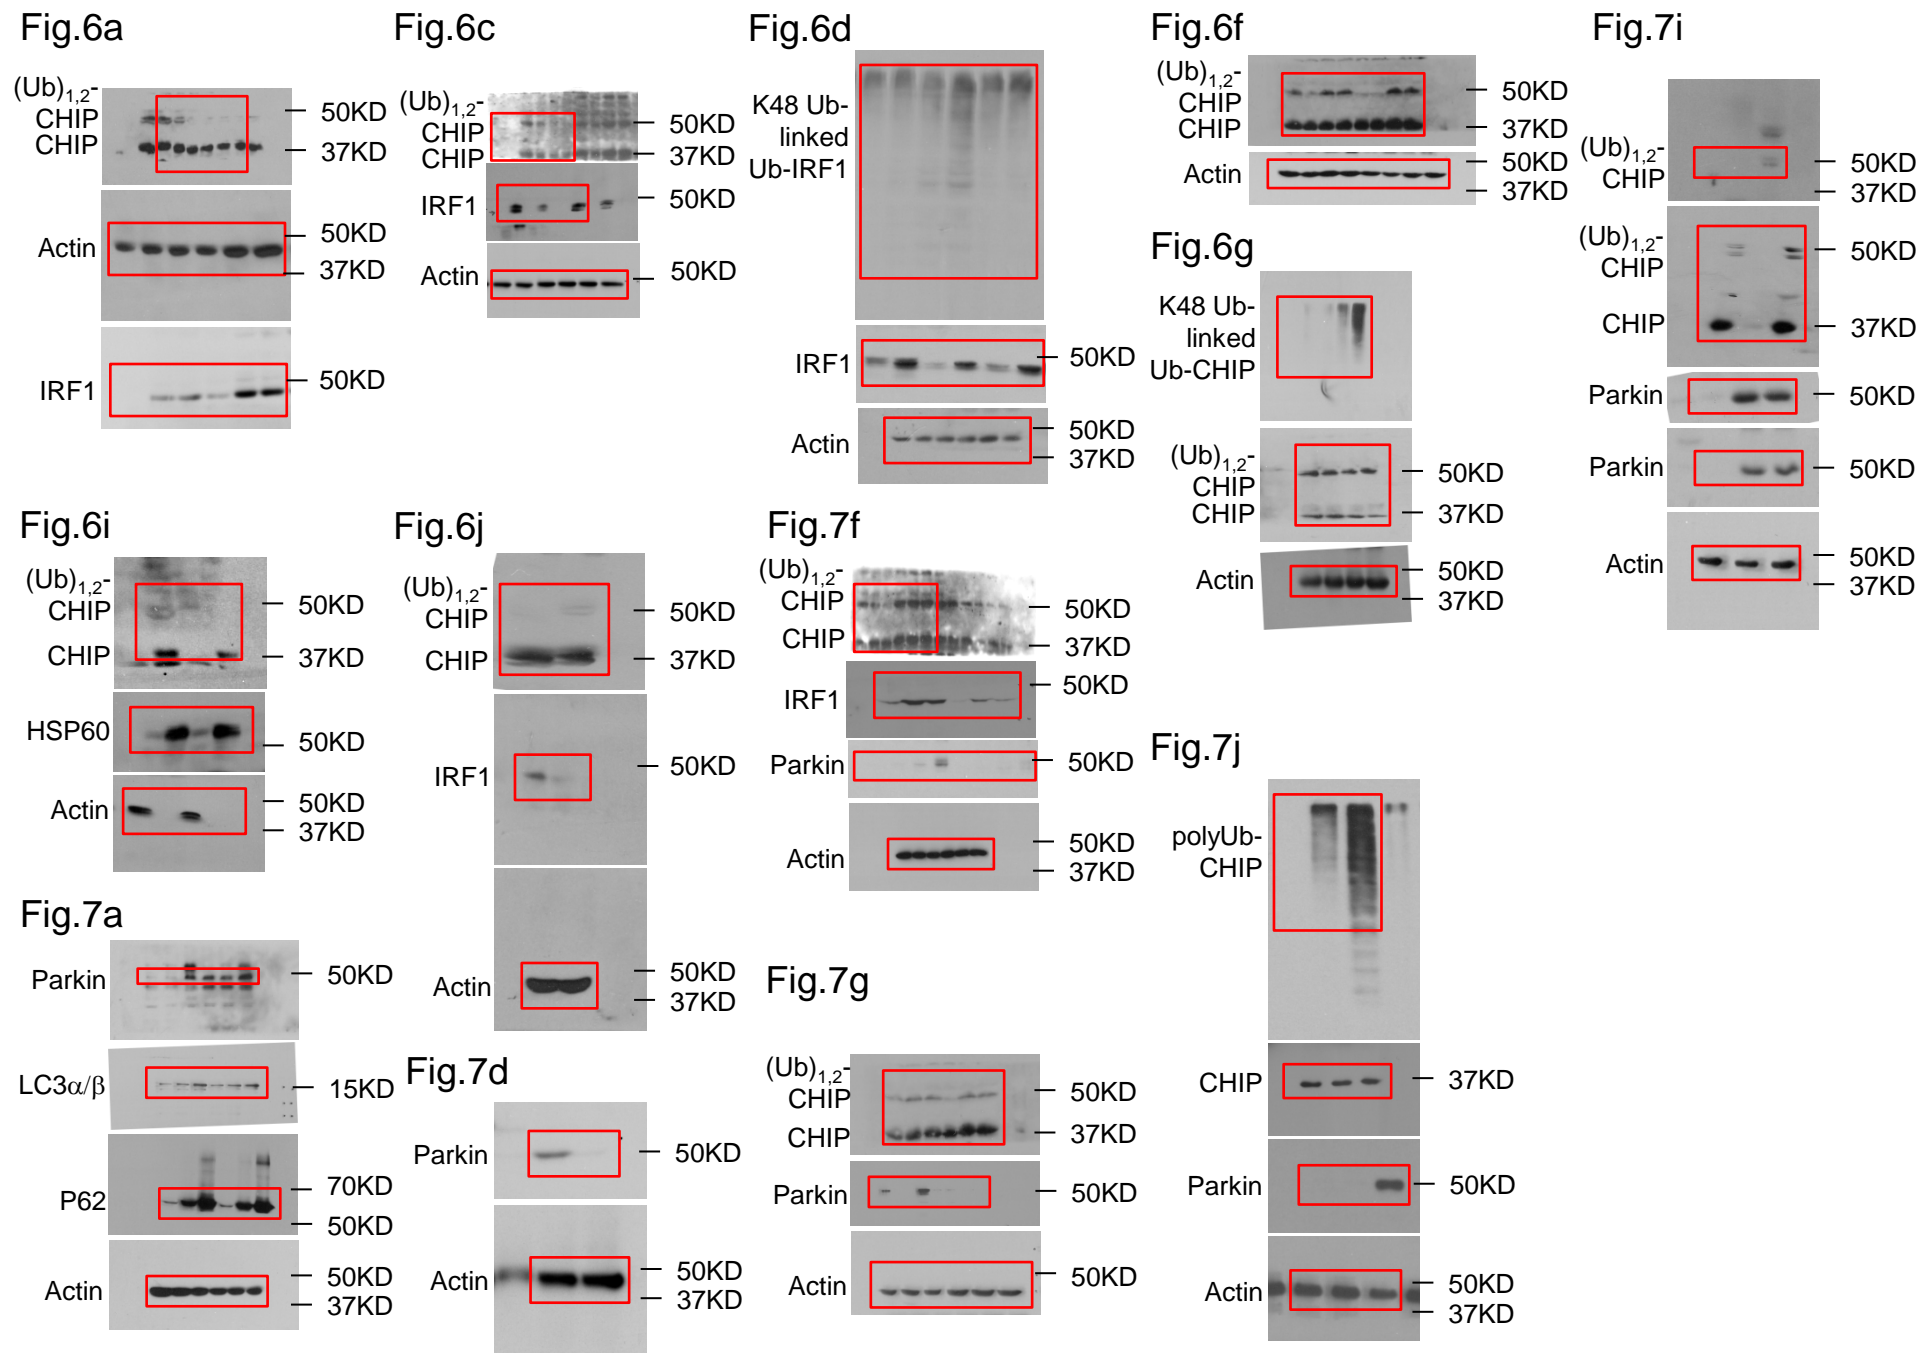 Fig.6a
(Ub)1,2-
CHIP
CHIP
50KD
37KD
Actin
50KD
37KD
IRF1
50KD
Fig.6c
(Ub)1,2-
CHIP
CHIP
50KD
37KD
IRF1
50KD
Actin
50KD
Fig.6d
K48 Ub-
linked
Ub-IRF1
IRF1
50KD
Actin
50KD
37KD
Fig.6f
(Ub)1,2-
CHIP
CHIP
50KD
37KD
Actin
50KD
37KD
Fig.6g
K48 Ub-
linked
Ub-CHIP
(Ub)1,2-
CHIP
CHIP
50KD
37KD
Actin
50KD
37KD
Fig.7i
(Ub)1,2-
CHIP
50KD
37KD
(Ub)1,2-
CHIP
CHIP
50KD
37KD
Parkin
50KD
Parkin
50KD
Actin
50KD
37KD
Fig.6i
(Ub)1,2-
CHIP
CHIP
50KD
37KD
HSP60
50KD
Actin
50KD
37KD
Fig.6j
(Ub)1,2-
CHIP
CHIP
50KD
37KD
IRF1
50KD
Actin
50KD
37KD
Fig.7f
(Ub)1,2-
CHIP
CHIP
50KD
37KD
IRF1
50KD
Parkin
50KD
Actin
50KD
37KD
Fig.7j
polyUb-
CHIP
CHIP
37KD
Parkin
50KD
Actin
50KD
37KD
Fig.7a
Parkin
50KD
LC3α/β
15KD
P62
70KD
50KD
Actin
50KD
37KD
Fig.7d
Parkin
50KD
Actin
50KD
37KD
Fig.7g
(Ub)1,2-
CHIP
CHIP
50KD
37KD
Parkin
50KD
Actin
50KD